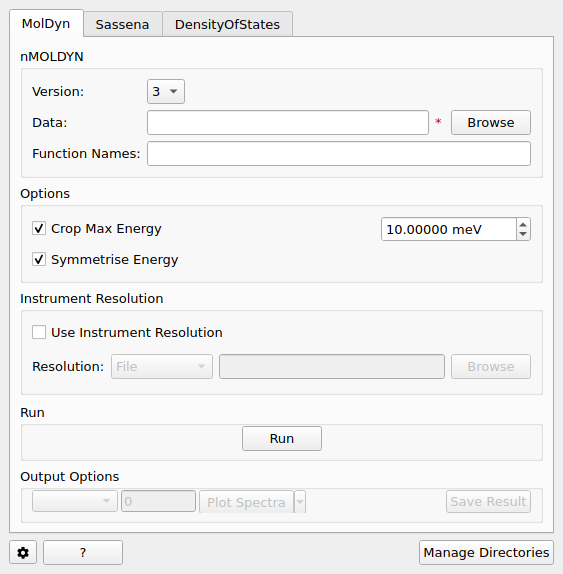 MolDyn Sassena DensityOfStates
nMOLDYN
Version: 3
Data: * Browse
Function Names:
Options
Crop Max Energy 10.00000 meV
Symmetrise Energy
Instrument Resolution
Use Instrument Resolution
Resolution: File Browse
Run
Run
Output Options
0 Plot Spectra Save Result
? Manage Directories